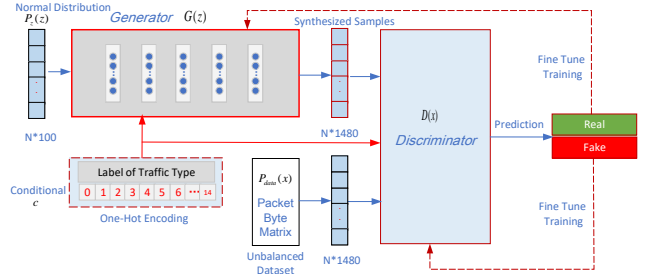 Normal Distribution
P_z(z)
N*100
Generator G(z)
Synthesized Samples
N*1480
Fine Tune
Training
D(x)
Discriminator
Prediction
Real
Fake
Conditional
c
Label of Traffic Type
0 1 2 3 4 5 6 ... 14
One-Hot Encoding
P_data(x)
Packet
Byte
Matrix
Unbalanced
Dataset
N*1480
Fine Tune
Training